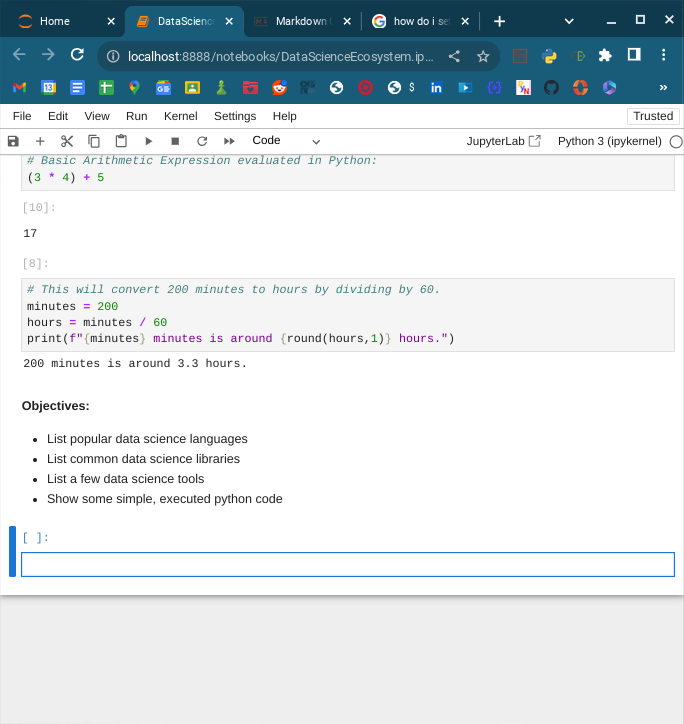 Home
DataScienc
Markdown
how do i se
localhost:8888/notebooks/DataScienceEcosystem.ip...
13
$
in
»
File Edit View Run Kernel Settings Help
Trusted
Code
JupyterLab
Python 3 (ipykernel)
# Basic Arithmetic Expression evaluated in Python:
(3 * 4) + 5
[10]:
17
[8]:
# This will convert 200 minutes to hours by dividing by 60.
minutes = 200
hours = minutes / 60
print(f"{minutes} minutes is around {round(hours,1)} hours.")
200 minutes is around 3.3 hours.
Objectives:
• List popular data science languages
• List common data science libraries
• List a few data science tools
• Show some simple, executed python code
[ ]: